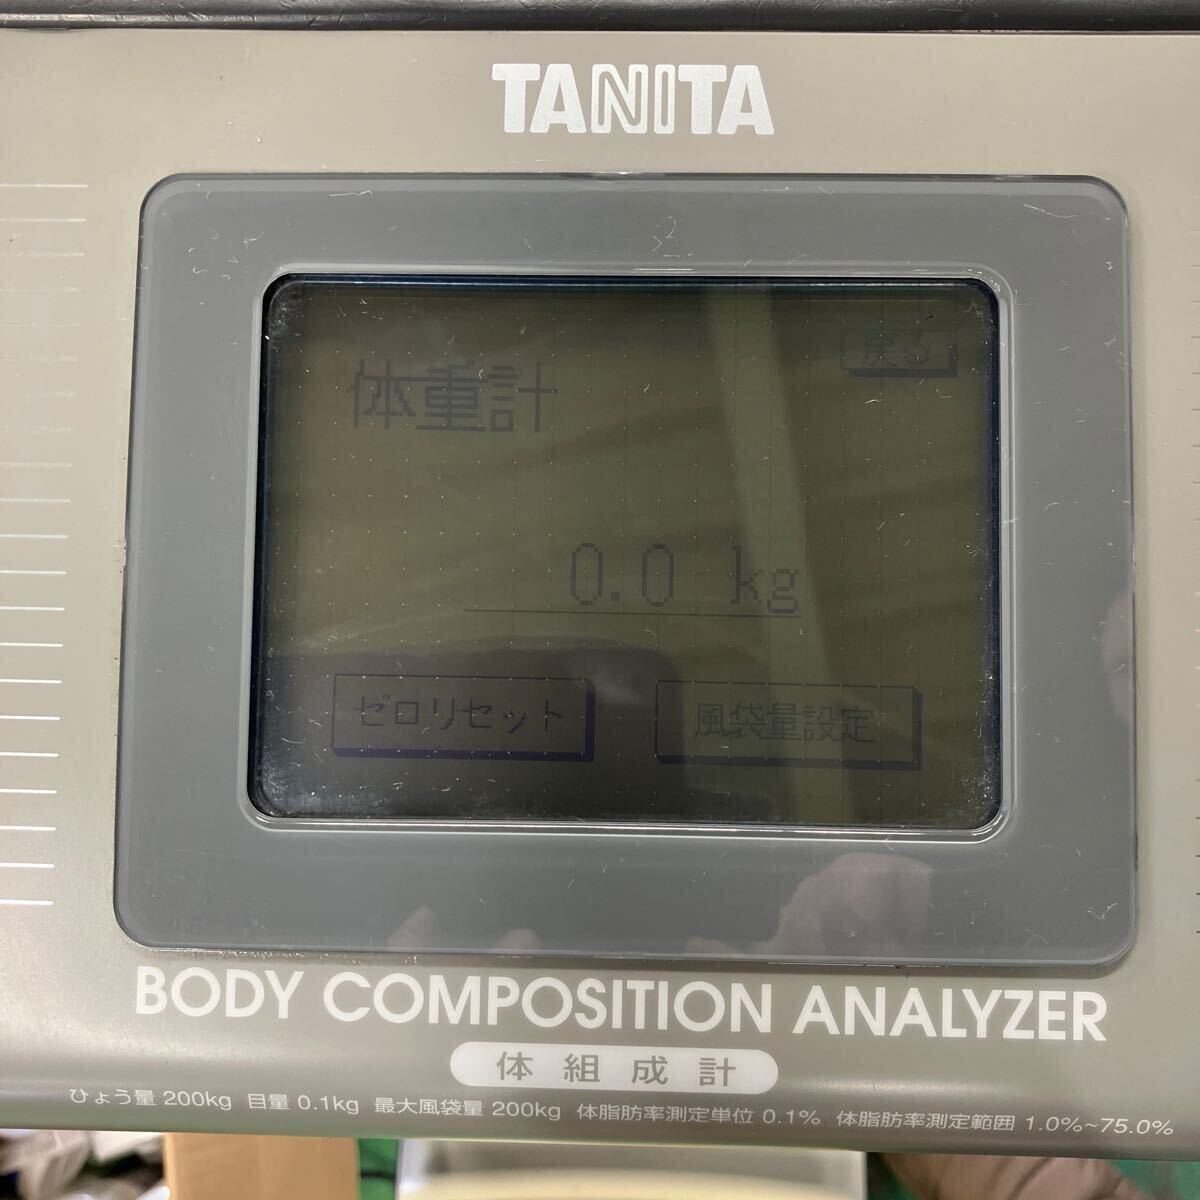 TANITA
戻る
体重計
0.0 kg
ゼロリセット 風袋量設定
BODY COMPOSITION ANALYZER
体組成計
ひょう量 200kg 目量 0.1kg 最大風袋量 200kg 体脂肪率測定単位 0.1% 体脂肪率測定範囲 1.0%~75.0%